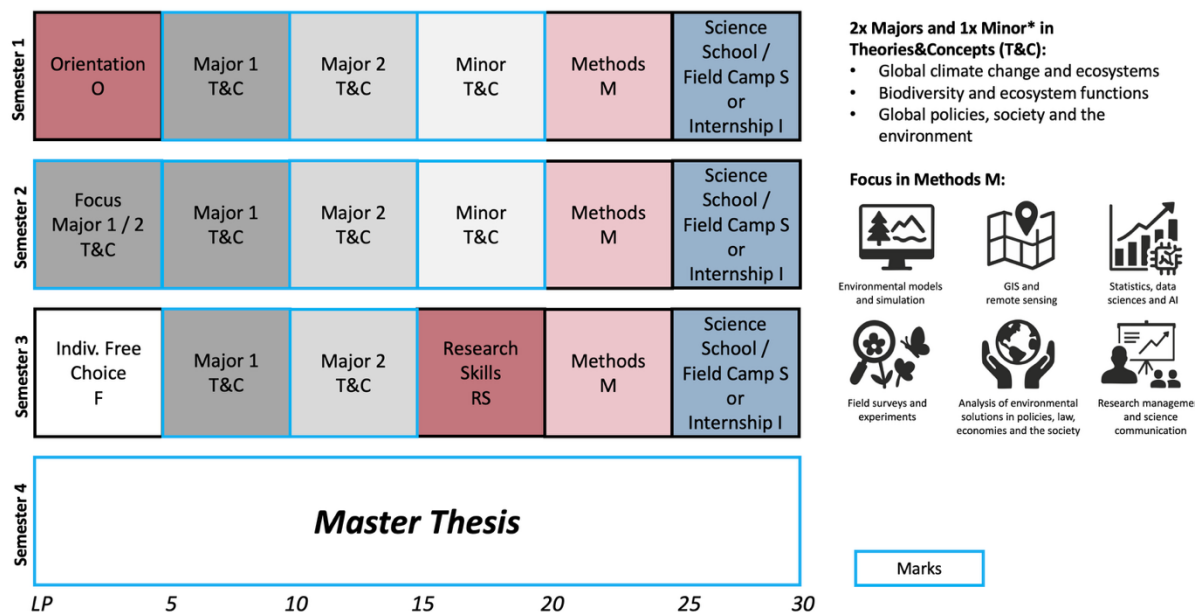 Semester 1
Orientation
O
Major 1
T&C
Major 2
T&C
Minor
T&C
Methods
M
Science
School /
Field Camp S
or
Internship I
Semester 2
Focus
Major 1 / 2
T&C
Major 1
T&C
Major 2
T&C
Minor
T&C
Methods
M
Science
School /
Field Camp S
or
Internship I
Semester 3
Indiv. Free
Choice
F
Major 1
T&C
Major 2
T&C
Research
Skills
RS
Methods
M
Science
School /
Field Camp S
or
Internship I
Semester 4
Master Thesis
LP 5 10 15 20 25 30
2x Majors and 1x Minor* in
Theories&Concepts (T&C):
• Global climate change and ecosystems
• Biodiversity and ecosystem functions
• Global policies, society and the
environment
Focus in Methods M:
Environmental models
and simulation
GIS and
remote sensing
Statistics, data
sciences and AI
Field surveys and
experiments
Analysis of environmental
solutions in policies, law,
economies and the society
Research manageme
and science
communication
Marks